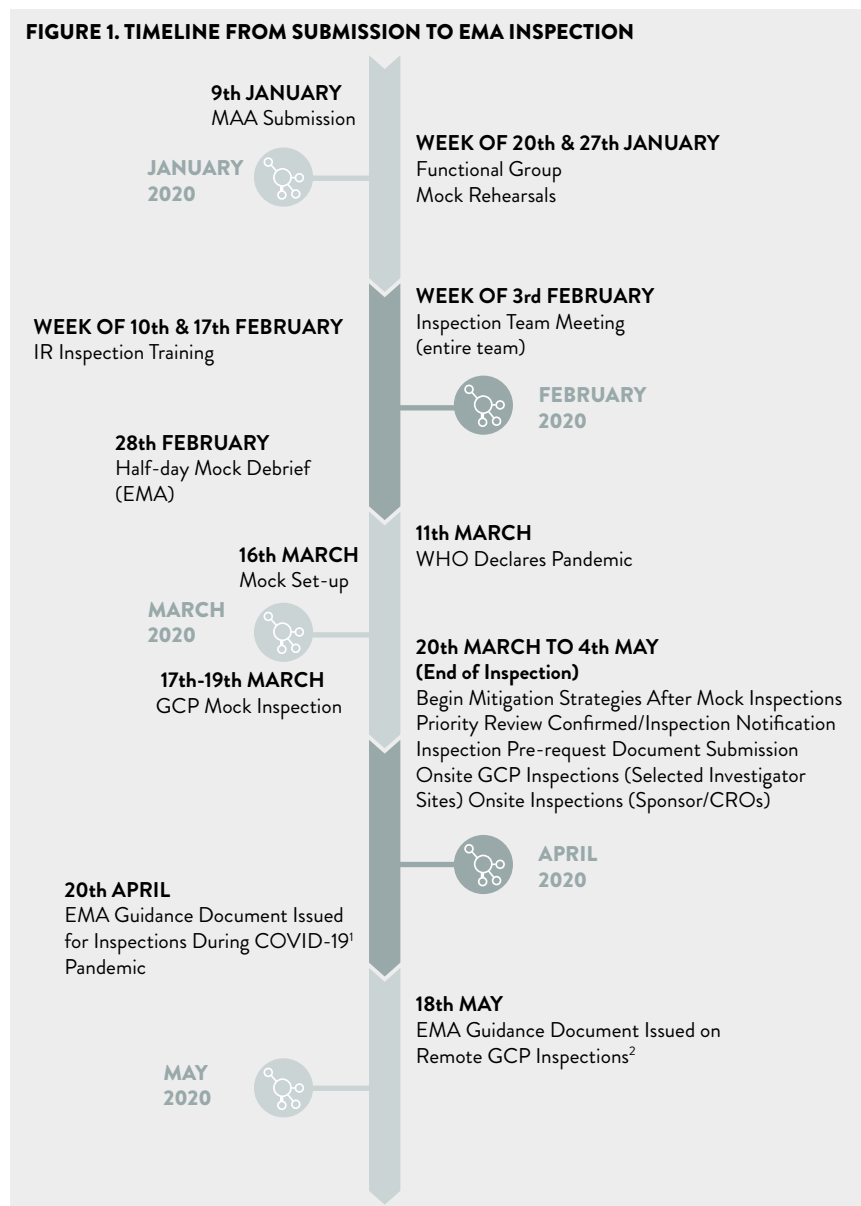 FIGURE 1. TIMELINE FROM SUBMISSION TO EMA INSPECTION
9th JANUARY
MAA Submission
JANUARY
2020
WEEK OF 20th & 27th JANUARY
Functional Group
Mock Rehearsals
WEEK OF 3rd FEBRUARY
Inspection Team Meeting
(entire team)
WEEK OF 10th & 17th FEBRUARY
IR Inspection Training
FEBRUARY
2020
28th FEBRUARY
Half-day Mock Debrief
(EMA)
11th MARCH
WHO Declares Pandemic
16th MARCH
Mock Set-up
MARCH
2020
17th-19th MARCH
GCP Mock Inspection
20th MARCH TO 4th MAY
(End of Inspection)
Begin Mitigation Strategies After Mock Inspections
Priority Review Confirmed/Inspection Notification
Inspection Pre-request Document Submission
Onsite GCP Inspections (Selected Investigator
Sites) Onsite Inspections (Sponsor/CROs)
APRIL
2020
20th APRIL
EMA Guidance Document Issued
for Inspections During COVID-19¹
Pandemic
18th MAY
EMA Guidance Document Issued on
Remote GCP Inspections²
MAY
2020